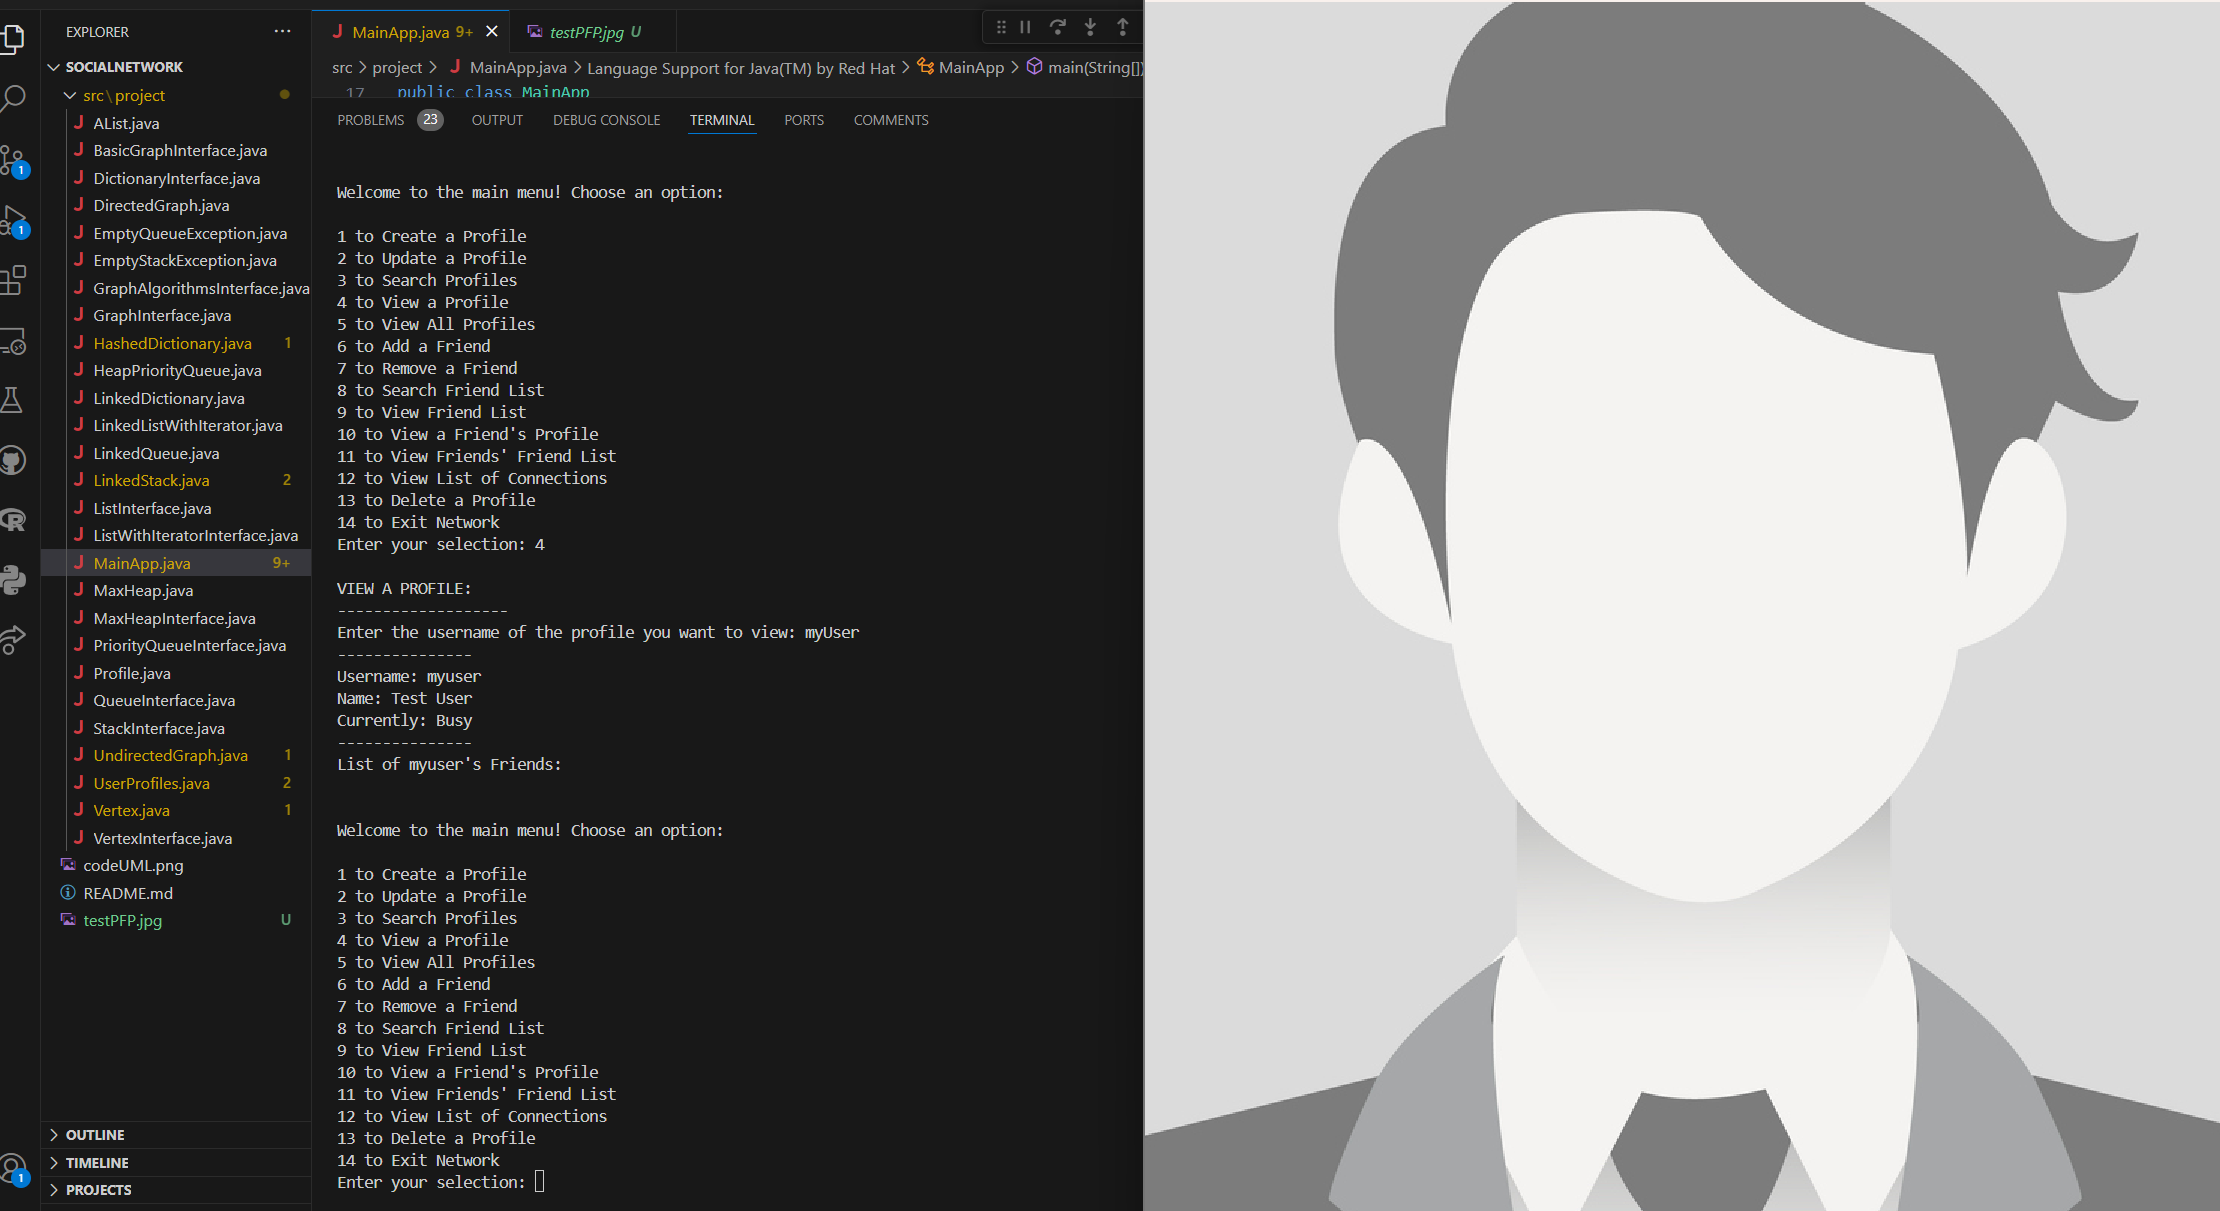 EXPLORER
SOCIALNETWORK
src\project
AList.java
BasicGraphInterface.java
DictionaryInterface.java
DirectedGraph.java
EmptyQueueException.java
EmptyStackException.java
GraphAlgorithmsInterface.java
GraphInterface.java
HashedDictionary.java 1
HeapPriorityQueue.java
LinkedDictionary.java
LinkedListWithIterator.java
LinkedQueue.java
LinkedStack.java 2
ListInterface.java
ListWithIteratorInterface.java
MainApp.java 9+
MaxHeap.java
MaxHeapInterface.java
PriorityQueueInterface.java
Profile.java
QueueInterface.java
StackInterface.java
UndirectedGraph.java 1
UserProfiles.java 2
Vertex.java 1
VertexInterface.java
codeUML.png
README.md
testPFP.jpg U
OUTLINE
TIMELINE
PROJECTS
1
1
1
MainApp.java 9+
testPFP.jpg U
src > project > MainApp.java > Language Support for Java(TM) by Red Hat > MainApp > main(String[])
17 public class MainApp
PROBLEMS 23 OUTPUT DEBUG CONSOLE TERMINAL PORTS COMMENTS
Welcome to the main menu! Choose an option:
1 to Create a Profile
2 to Update a Profile
3 to Search Profiles
4 to View a Profile
5 to View All Profiles
6 to Add a Friend
7 to Remove a Friend
8 to Search Friend List
9 to View Friend List
10 to View a Friend's Profile
11 to View Friends' Friend List
12 to View List of Connections
13 to Delete a Profile
14 to Exit Network
Enter your selection: 4
VIEW A PROFILE:
-------------------
Enter the username of the profile you want to view: myUser
---------------
Username: myuser
Name: Test User
Currently: Busy
---------------
List of myuser's Friends:
Welcome to the main menu! Choose an option:
1 to Create a Profile
2 to Update a Profile
3 to Search Profiles
4 to View a Profile
5 to View All Profiles
6 to Add a Friend
7 to Remove a Friend
8 to Search Friend List
9 to View Friend List
10 to View a Friend's Profile
11 to View Friends' Friend List
12 to View List of Connections
13 to Delete a Profile
14 to Exit Network
Enter your selection: